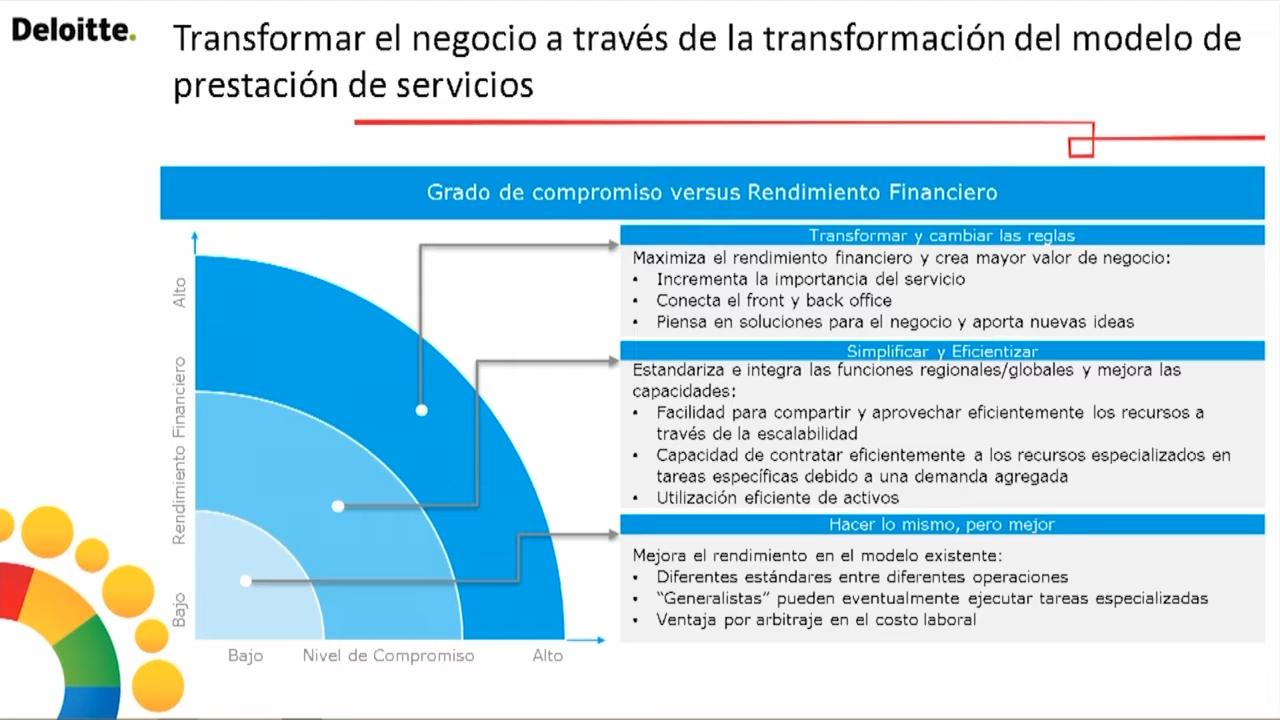 Deloitte.
Transformar el negocio a través de la transformación del modelo de
prestación de servicios
Grado de compromiso versus Rendimiento Financiero
Transformar y cambiar las reglas
Maximiza el rendimiento financiero y crea mayor valor de negocio:
• Incrementa la importancia del servicio
• Conecta el front y back office
• Piensa en soluciones para el negocio y aporta nuevas ideas
Simplificar y Eficientizar
Estandariza e integra las funciones regionales/globales y mejora las
capacidades:
• Facilidad para compartir y aprovechar eficientemente los recursos a
través de la escalabilidad
• Capacidad de contratar eficientemente a los recursos especializados en
tareas específicas debido a una demanda agregada
• Utilización eficiente de activos
Hacer lo mismo, pero mejor
Mejora el rendimiento en el modelo existente:
• Diferentes estándares entre diferentes operaciones
• “Generalistas” pueden eventualmente ejecutar tareas especializadas
• Ventaja por arbitraje en el costo laboral
Alto
Rendimiento Financiero
Bajo
Bajo
Nivel de Compromiso
Alto